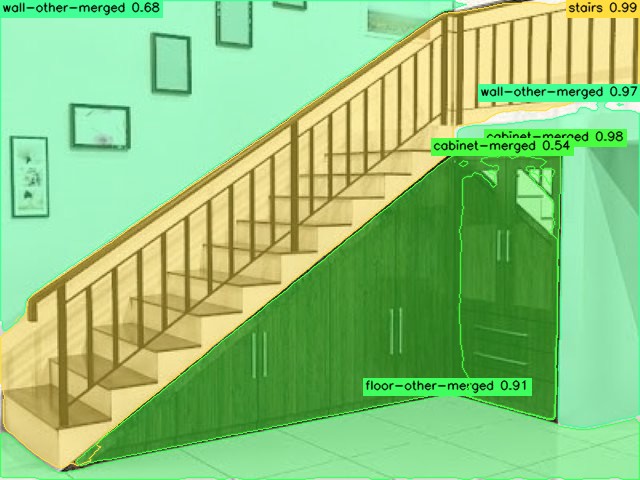 wall-other-merged 0.68
stairs 0.99
wall-other-merged 0.97
cabinet-merged 0.98
cabinet-merged 0.54
floor-other-merged 0.91